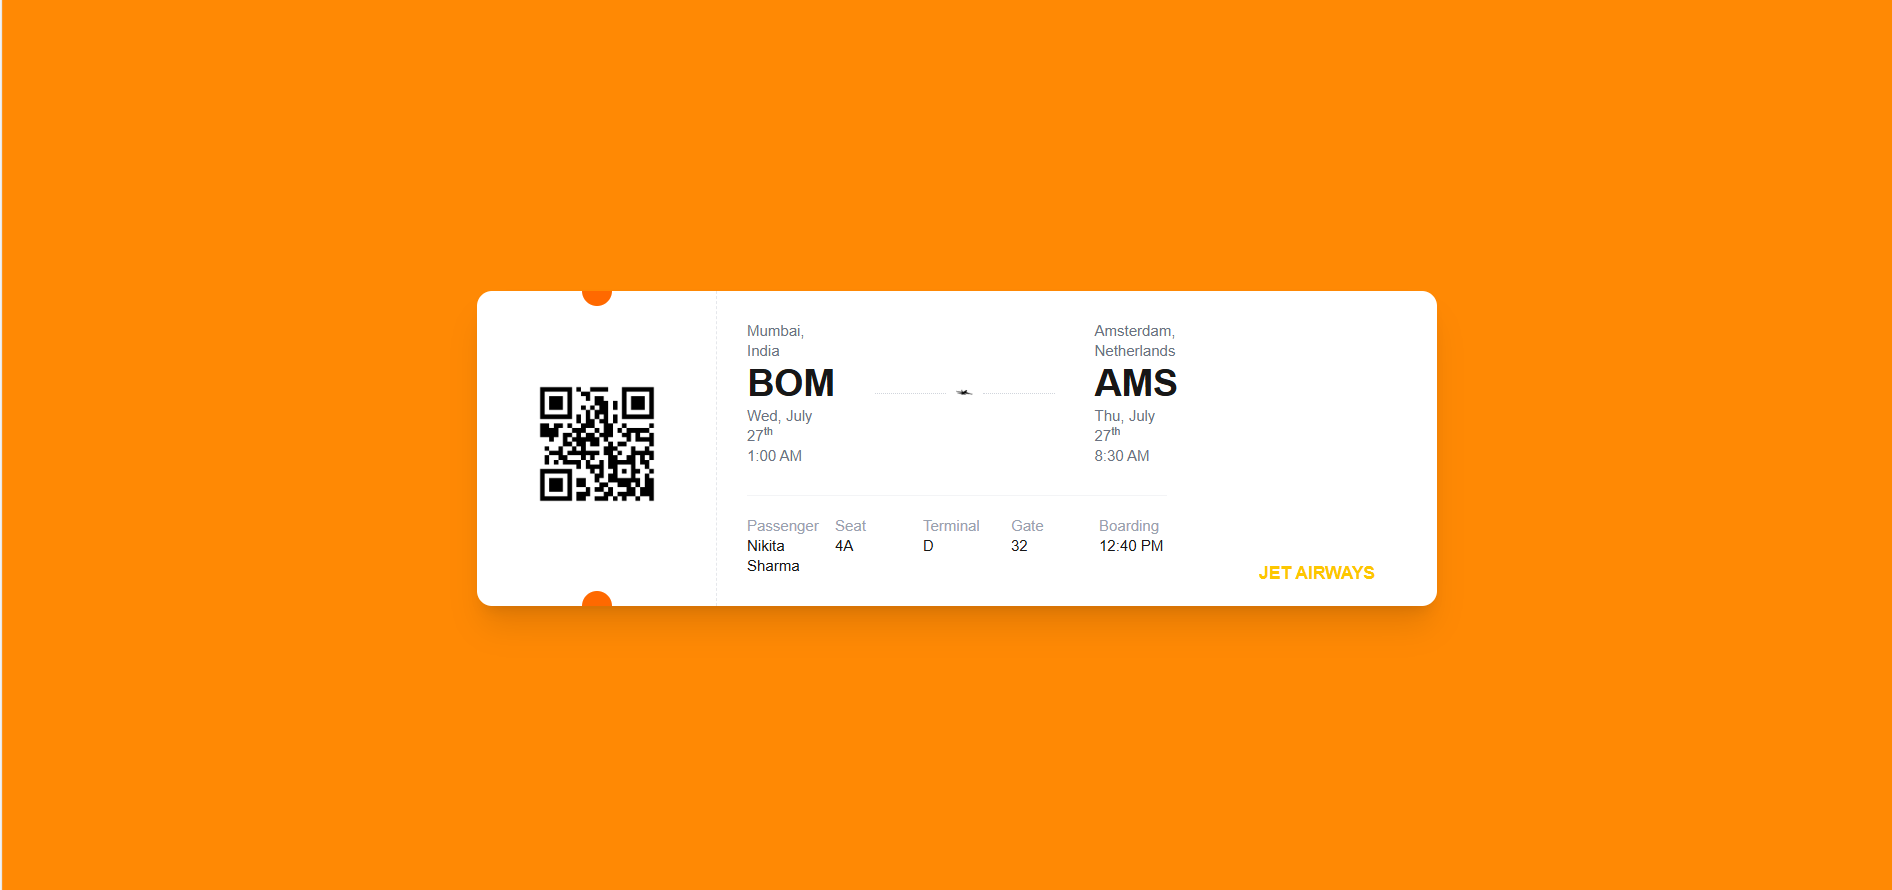 Mumbai,
India
BOM
Wed, July
27th
1:00 AM
Amsterdam,
Netherlands
AMS
Thu, July
27th
8:30 AM
Passenger
Nikita
Sharma
Seat
4A
Terminal
D
Gate
32
Boarding
12:40 PM
JET AIRWAYS